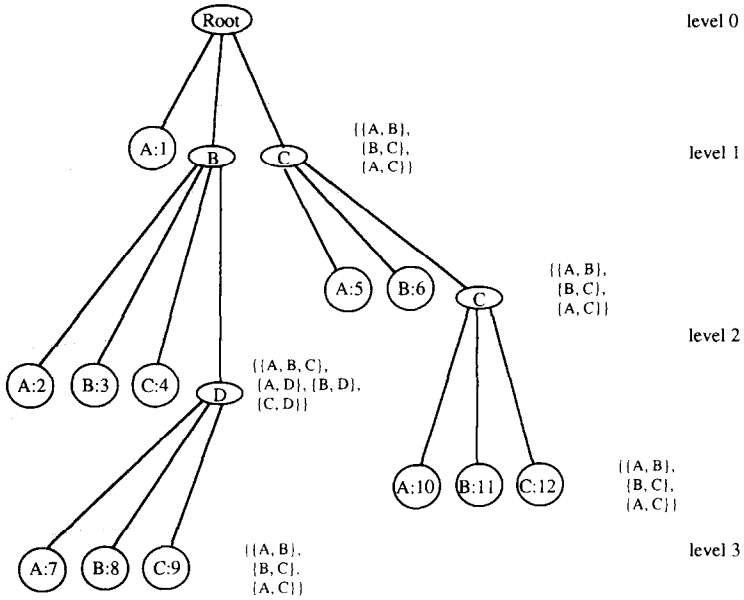 Root
level 0
{{A, B},
{B, C},
{A, C}}
A:1
B
C
level 1
A:5
B:6
C
{{A, B},
{B, C},
{A, C}}
level 2
A:2
B:3
C:4
D
{{A, B, C},
{A, D}, {B, D},
{C, D}}
A:10
B:11
C:12
{{A, B},
{B, C},
{A, C}}
level 3
A:7
B:8
C:9
{{A, B},
{B, C}.
{A, C}}